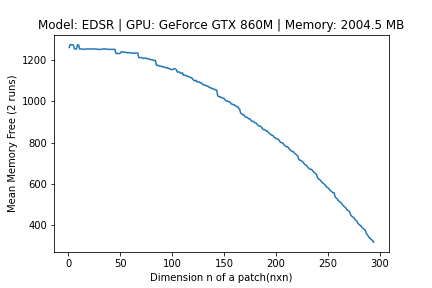 Model: EDSR | GPU: GeForce GTX 860M | Memory: 2004.5 MB
1200
1000
800
600
400
Mean Memory Free (2 runs)
0 50 100 150 200 250 300
Dimension n of a patch(nxn)